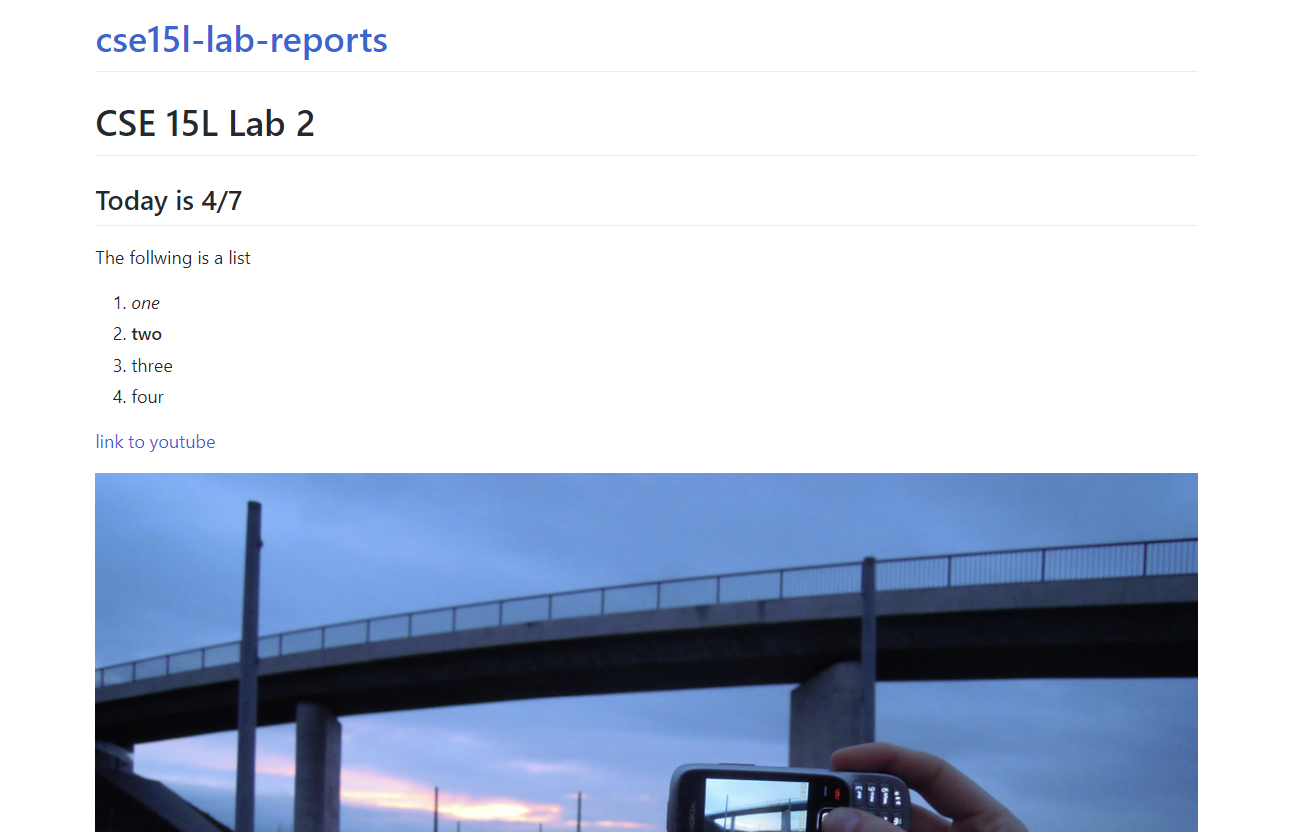 cse15l-lab-reports
CSE 15L Lab 2
Today is 4/7
The follwing is a list
1. one
2. two
3. three
4. four
link to youtube
NOKIA